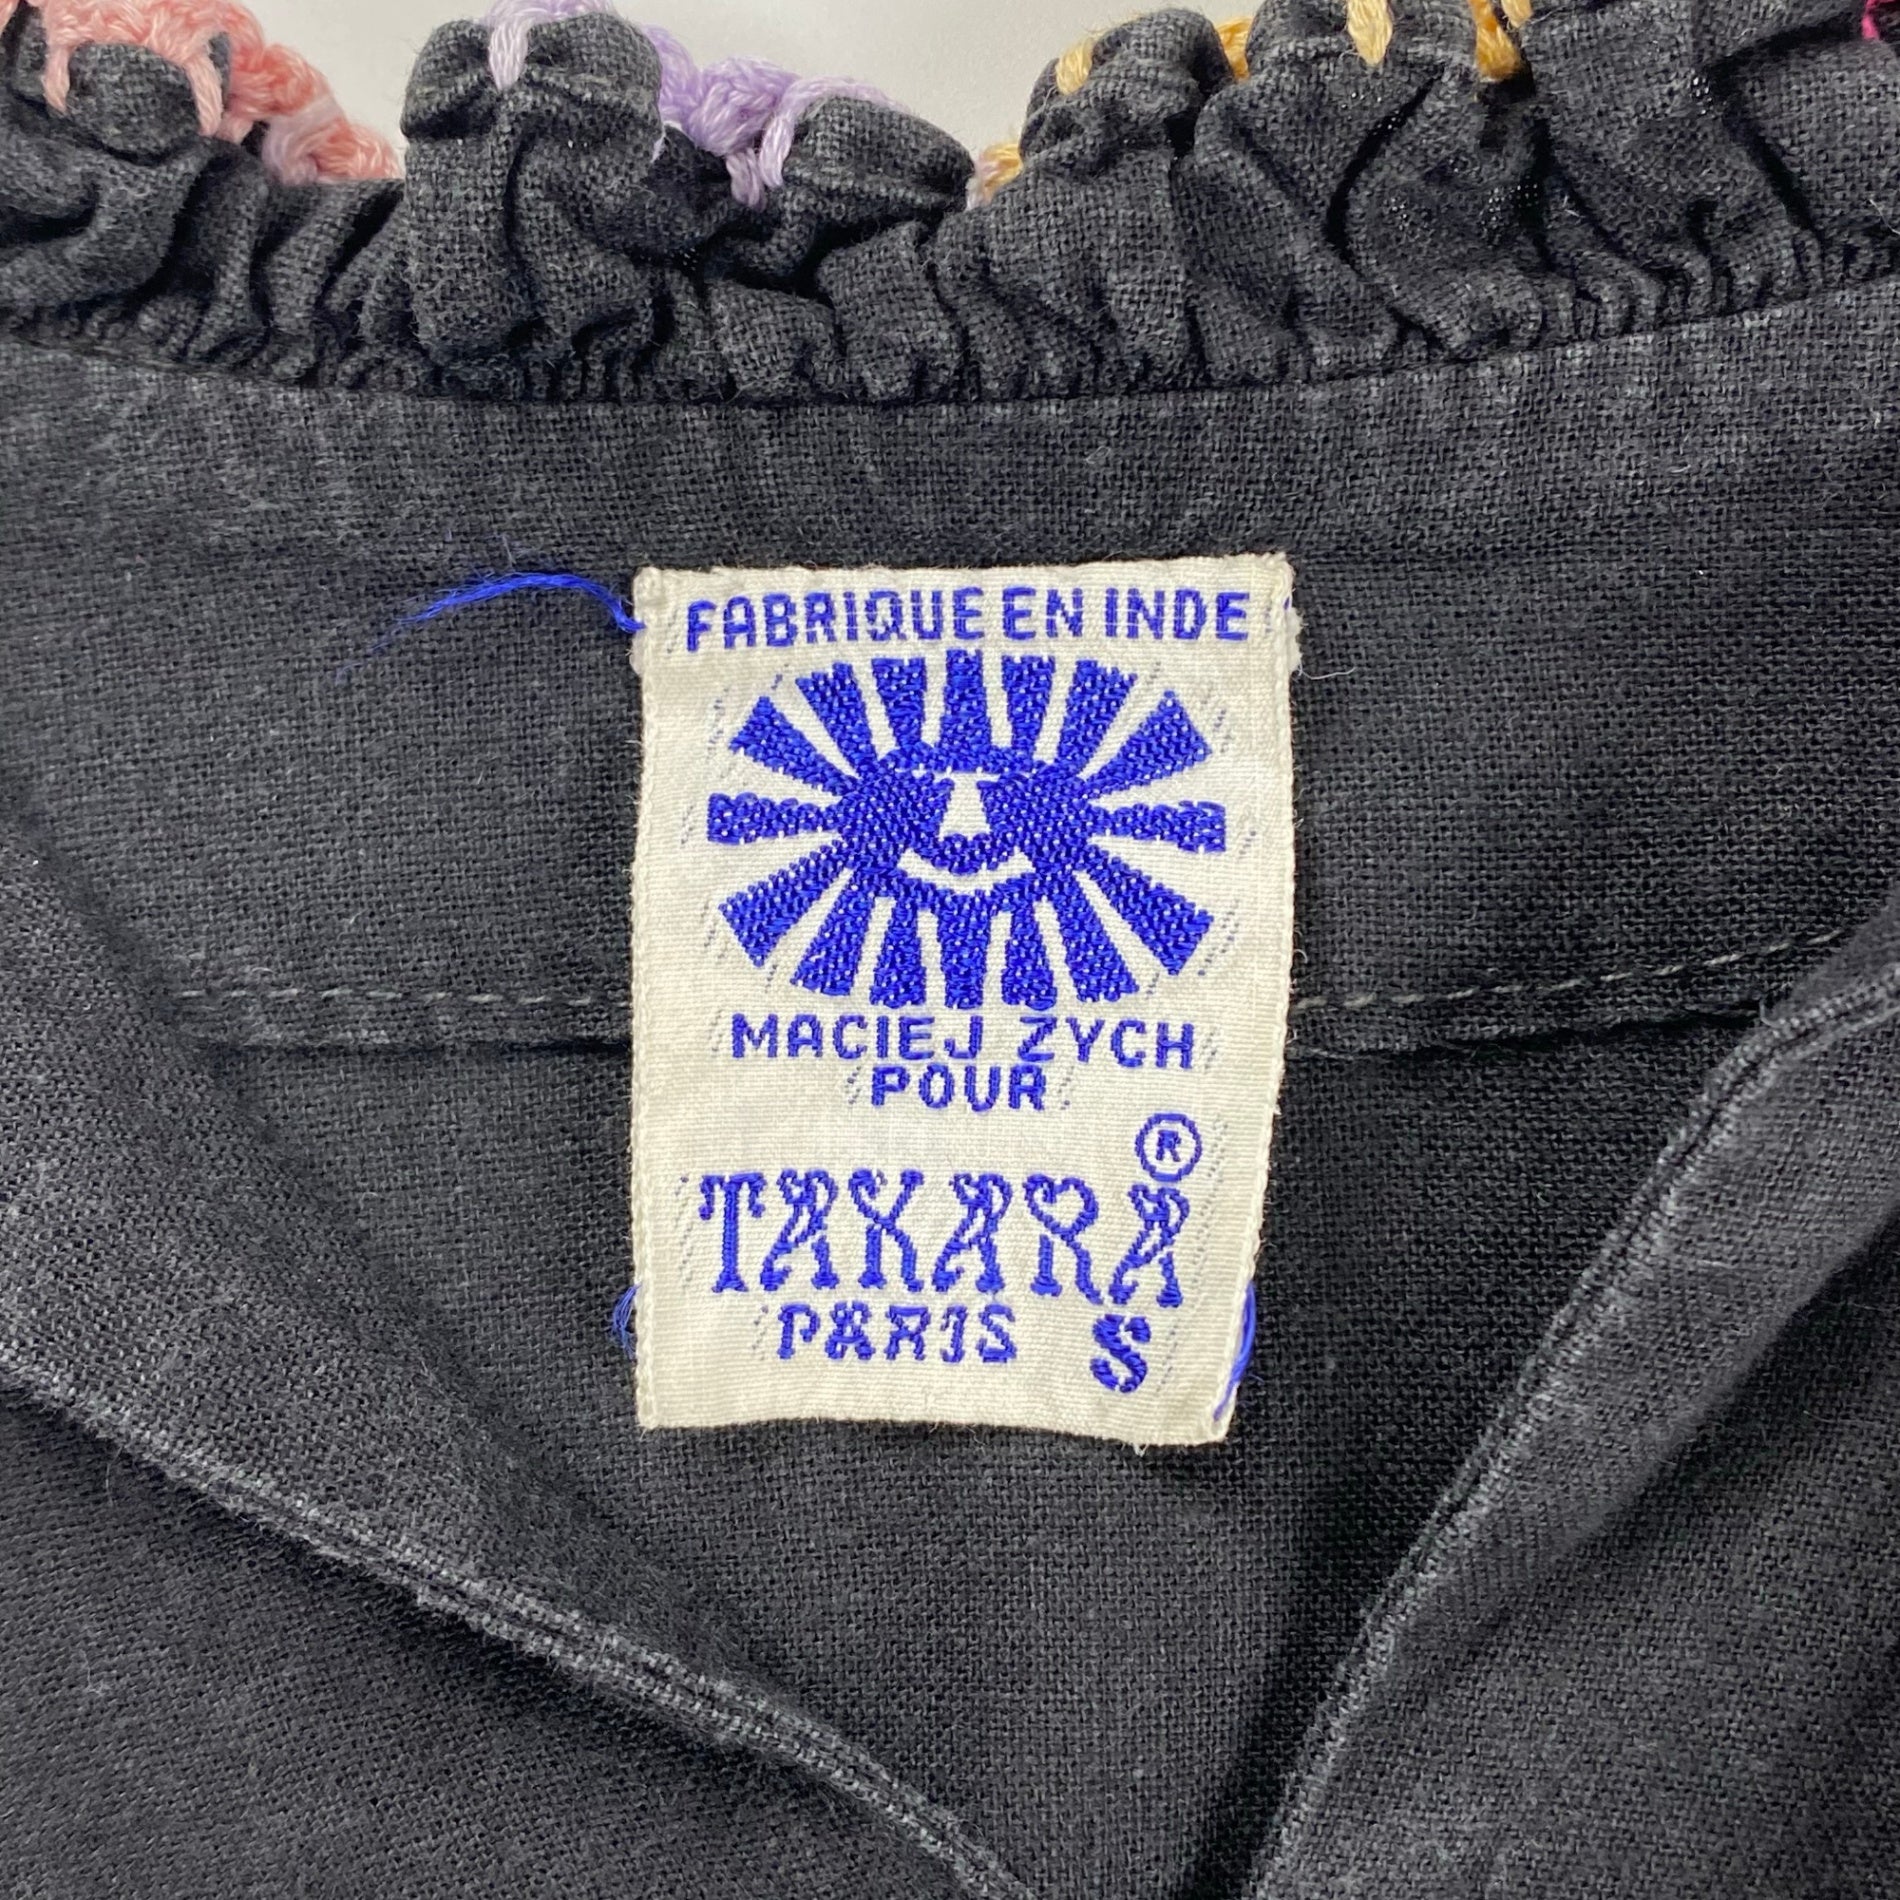 FABRIQUE EN INDE
MACIEJ ZYCH
POUR
TAKARA ®
PARIS S